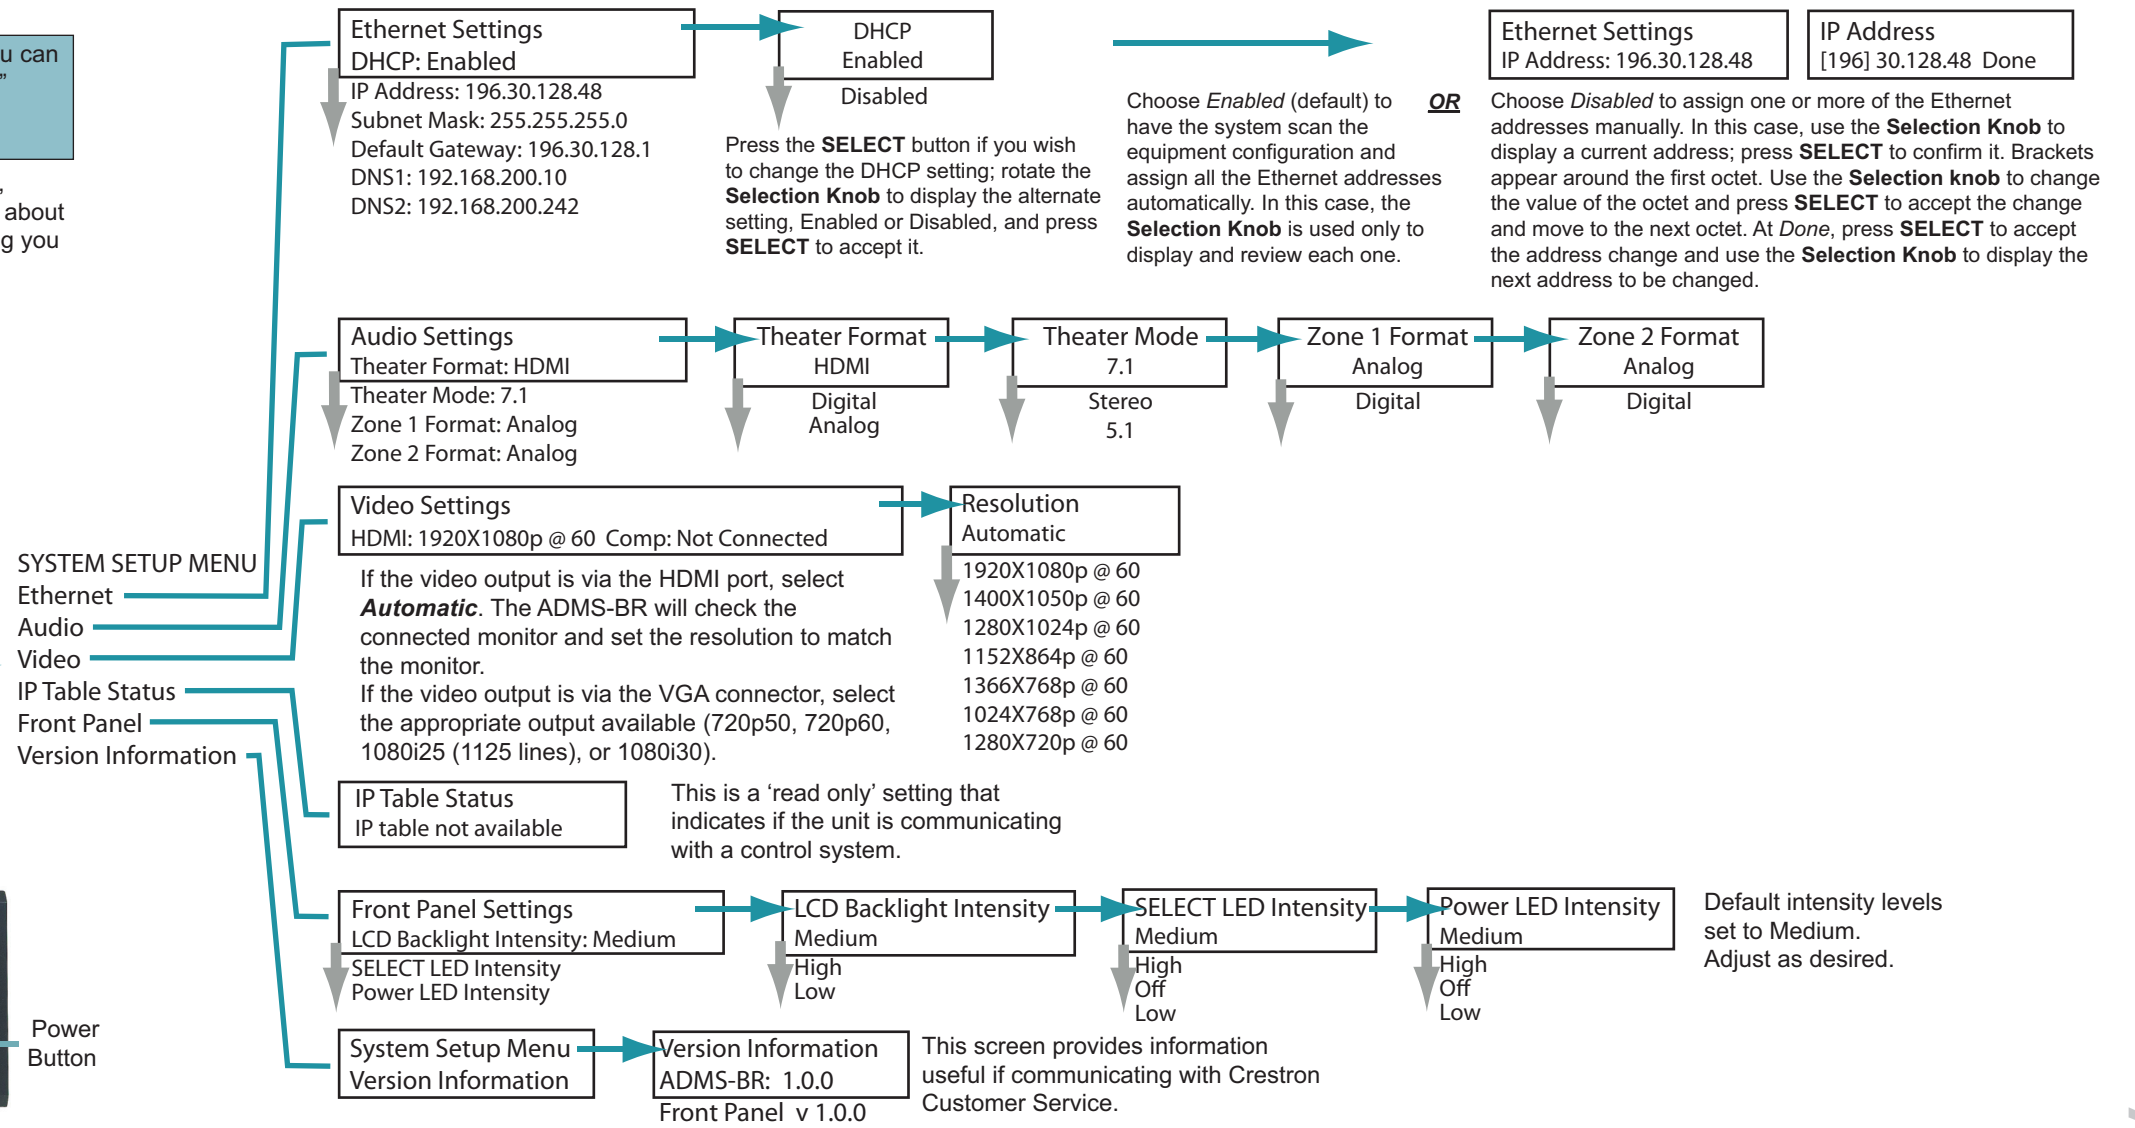 u can
”
,
about
g you
SYSTEM SETUP MENU
Ethernet
Audio
Video
IP Table Status
Front Panel
Version Information
Power
Button
Ethernet Settings
DHCP: Enabled
IP Address: 196.30.128.48
Subnet Mask: 255.255.255.0
Default Gateway: 196.30.128.1
DNS1: 192.168.200.10
DNS2: 192.168.200.242
DHCP
Enabled
Disabled
Press the SELECT button if you wish
to change the DHCP setting; rotate the
Selection Knob to display the alternate
setting, Enabled or Disabled, and press
SELECT to accept it.
Choose Enabled (default) to
have the system scan the
equipment configuration and
assign all the Ethernet addresses
automatically. In this case, the
Selection Knob is used only to
display and review each one.
OR
Ethernet Settings
IP Address: 196.30.128.48
IP Address
[196] 30.128.48 Done
Choose Disabled to assign one or more of the Ethernet
addresses manually. In this case, use the Selection Knob to
display a current address; press SELECT to confirm it. Brackets
appear around the first octet. Use the Selection knob to change
the value of the octet and press SELECT to accept the change
and move to the next octet. At Done, press SELECT to accept
the address change and use the Selection Knob to display the
next address to be changed.
Audio Settings
Theater Format: HDMI
Theater Mode: 7.1
Zone 1 Format: Analog
Zone 2 Format: Analog
Theater Format
HDMI
Digital
Analog
Theater Mode
7.1
Stereo
5.1
Zone 1 Format
Analog
Digital
Zone 2 Format
Analog
Digital
Video Settings
HDMI: 1920X1080p @ 60 Comp: Not Connected
If the video output is via the HDMI port, select
Automatic. The ADMS-BR will check the
connected monitor and set the resolution to match
the monitor.
If the video output is via the VGA connector, select
the appropriate output available (720p50, 720p60,
1080i25 (1125 lines), or 1080i30).
Resolution
Automatic
1920X1080p @ 60
1400X1050p @ 60
1280X1024p @ 60
1152X864p @ 60
1366X768p @ 60
1024X768p @ 60
1280X720p @ 60
IP Table Status
IP table not available
This is a ‘read only’ setting that
indicates if the unit is communicating
with a control system.
Front Panel Settings
LCD Backlight Intensity: Medium
SELECT LED Intensity
Power LED Intensity
LCD Backlight Intensity
Medium
High
Low
SELECT LED Intensity
Medium
High
Off
Low
Power LED Intensity
Medium
High
Off
Low
Default intensity levels
set to Medium.
Adjust as desired.
System Setup Menu
Version Information
Version Information
ADMS-BR: 1.0.0
Front Panel v 1.0.0
This screen provides information
useful if communicating with Crestron
Customer Service.